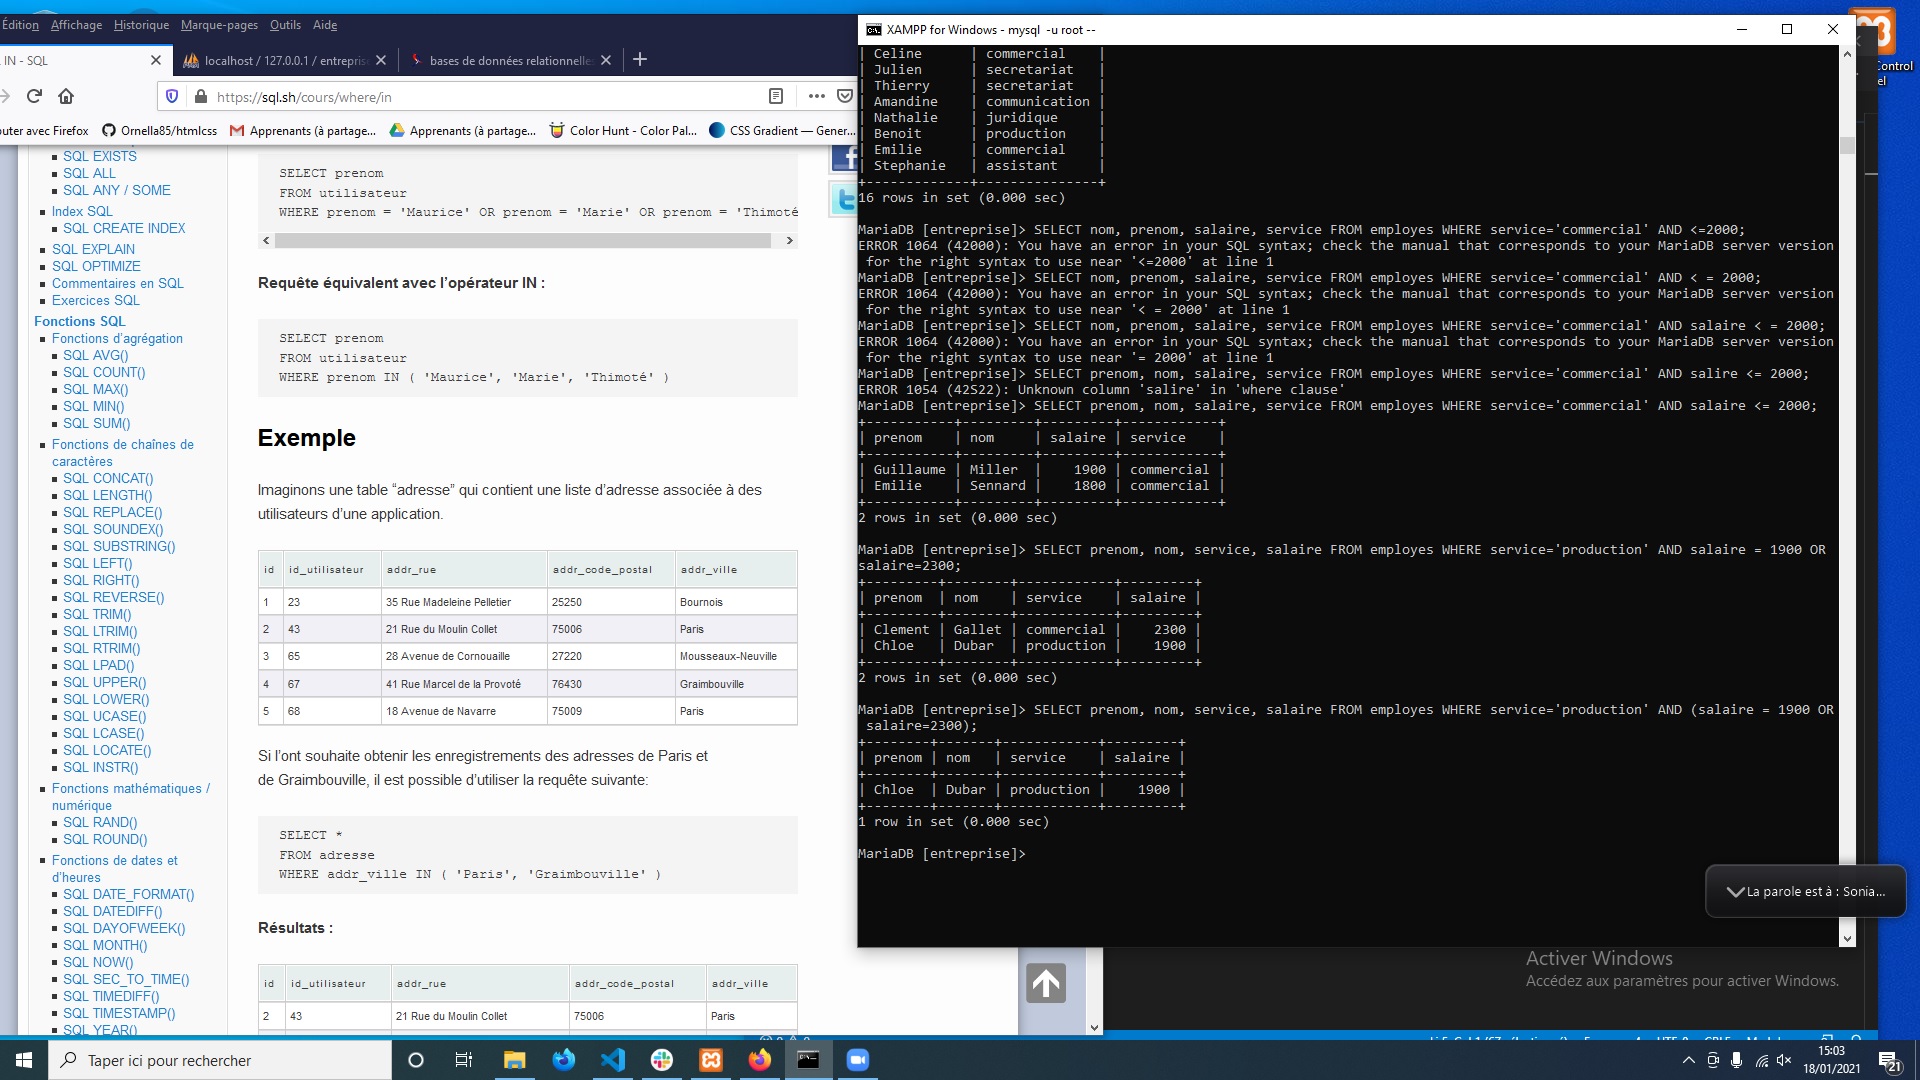 Édition Affichage Historique Marque-pages Outils Aide
IN - SQL
localhost / 127.0.0.1 / entrepris
bases de données relationnelle
https://sql.sh/cours/where/in
uter avec Firefox
Ornella85/htmlcss
Apprenants (à partage...
Apprenants (à partage...
Color Hunt - Color Pal...
CSS Gradient — Gener...
SQL EXISTS
SQL ALL
SQL ANY / SOME
Index SQL
SQL CREATE INDEX
SQL EXPLAIN
SQL OPTIMIZE
Commentaires en SQL
Exercices SQL
Fonctions SQL
Fonctions d'agrégation
SQL AVG()
SQL COUNT()
SQL MAX()
SQL MIN()
SQL SUM()
Fonctions de chaînes de
caractères
SQL CONCAT()
SQL LENGTH()
SQL REPLACE()
SQL SOUNDEX()
SQL SUBSTRING()
SQL LEFT()
SQL RIGHT()
SQL REVERSE()
SQL TRIM()
SQL LTRIM()
SQL RTRIM()
SQL LPAD()
SQL UPPER()
SQL LOWER()
SQL UCASE()
SQL LCASE()
SQL LOCATE()
SQL INSTR()
Fonctions mathématiques /
numérique
SQL RAND()
SQL ROUND()
Fonctions de dates et
d'heures
SQL DATE_FORMAT()
SQL DATEDIFF()
SQL DAYOFWEEK()
SQL MONTH()
SQL NOW()
SQL SEC_TO_TIME()
SQL TIMEDIFF()
SQL TIMESTAMP()
SQL YEAR()
SELECT prenom
FROM utilisateur
WHERE prenom = 'Maurice' OR prenom = 'Marie' OR prenom = 'Thimoté
Requête équivalent avec l'opérateur IN :
SELECT prenom
FROM utilisateur
WHERE prenom IN ( 'Maurice', 'Marie', 'Thimoté' )
Exemple
Imaginons une table “adresse” qui contient une liste d'adresse associée à des
utilisateurs d'une application.
id id_utilisateur addr_rue addr_code_postal addr_ville
1 23 35 Rue Madeleine Pelletier 25250 Bournois
2 43 21 Rue du Moulin Collet 75006 Paris
3 65 28 Avenue de Cornouaille 27220 Mousseaux-Neuville
4 67 41 Rue Marcel de la Provoté 76430 Graimbouville
5 68 18 Avenue de Navarre 75009 Paris
Si l'ont souhaite obtenir les enregistrements des adresses de Paris et
de Graimbouville, il est possible d'utiliser la requête suivante:
SELECT *
FROM adresse
WHERE addr_ville IN ( 'Paris', 'Graimbouville' )
Résultats :
id id_utilisateur addr_rue addr_code_postal addr_ville
2 43 21 Rue du Moulin Collet 75006 Paris
XAMPP for Windows - mysql -u root --
| Celine      | commercial    |
| Julien      | secretariat   |
| Thierry     | secretariat   |
| Amandine    | communication |
| Nathalie    | juridique     |
| Benoit      | production    |
| Emilie      | commercial    |
| Stephanie   | assistant     |
+-------------+---------------+
16 rows in set (0.000 sec)
MariaDB [entreprise]> SELECT nom, prenom, salaire, service FROM employes WHERE service='commercial' AND <=2000;
ERROR 1064 (42000): You have an error in your SQL syntax; check the manual that corresponds to your MariaDB server version
for the right syntax to use near '<=2000' at line 1
MariaDB [entreprise]> SELECT nom, prenom, salaire, service FROM employes WHERE service='commercial' AND < = 2000;
ERROR 1064 (42000): You have an error in your SQL syntax; check the manual that corresponds to your MariaDB server version
for the right syntax to use near '< = 2000' at line 1
MariaDB [entreprise]> SELECT nom, prenom, salaire, service FROM employes WHERE service='commercial' AND salaire < = 2000;
ERROR 1064 (42000): You have an error in your SQL syntax; check the manual that corresponds to your MariaDB server version
for the right syntax to use near '= 2000' at line 1
MariaDB [entreprise]> SELECT prenom, nom, salaire, service FROM employes WHERE service='commercial' AND salire <= 2000;
ERROR 1054 (42S22): Unknown column 'salire' in 'where clause'
MariaDB [entreprise]> SELECT prenom, nom, salaire, service FROM employes WHERE service='commercial' AND salaire <= 2000;
+-----------+---------+---------+------------+
| prenom    | nom     | salaire | service    |
+-----------+---------+---------+------------+
| Guillaume | Miller  |    1900 | commercial |
| Emilie    | Sennard |    1800 | commercial |
+-----------+---------+---------+------------+
2 rows in set (0.000 sec)
MariaDB [entreprise]> SELECT prenom, nom, service, salaire FROM employes WHERE service='production' AND salaire = 1900 OR
salaire=2300;
+---------+--------+------------+---------+
| prenom  | nom    | service    | salaire |
+---------+--------+------------+---------+
| Clement | Gallet | commercial |    2300 |
| Chloe   | Dubar  | production |    1900 |
+---------+--------+------------+---------+
2 rows in set (0.000 sec)
MariaDB [entreprise]> SELECT prenom, nom, service, salaire FROM employes WHERE service='production' AND (salaire = 1900 OR
salaire=2300);
+--------+-------+------------+---------+
| prenom | nom   | service    | salaire |
+--------+-------+------------+---------+
| Chloe  | Dubar | production |    1900 |
+--------+-------+------------+---------+
1 row in set (0.000 sec)
MariaDB [entreprise]>
Control
el
La parole est à : Sonia...
Activer Windows
Accédez aux paramètres pour activer Windows.
Taper ici pour rechercher
15:03
18/01/2021
21